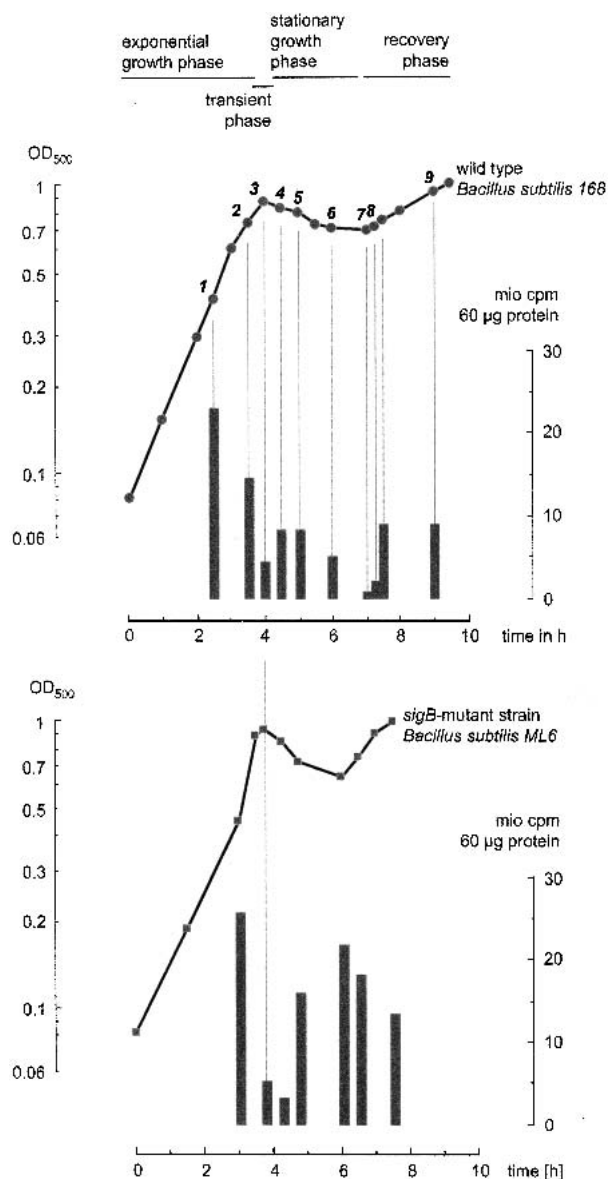 exponential
growth phase
transient
phase
stationary
growth
phase
recovery
phase
OD500
wild type
Bacillus subtilis 168
1
0.7
0.5
0.3
0.2
0.1
0.06
1
2
3
4
5
6
7
8
9
mio cpm
60 µg protein
30
20
10
0
0 2 4 6 8 10 time in h
OD500
sigB-mutant strain
Bacillus subtilis ML6
1
0.7
0.5
0.3
0.2
0.1
0.06
mio cpm
60 µg protein
30
20
10
0
0 2 4 6 8 10 time [h]